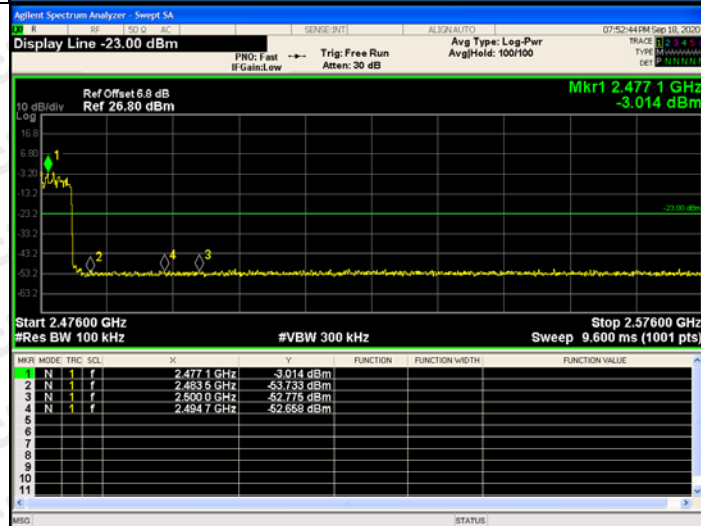 Agilent Spectrum Analyzer - Swept SA
R RF 50 Ω AC SENSE:INT ALIGNAUTO 07:52:44 PM Sep 18, 2020
Display Line -23.00 dBm
PNO: Fast
IFGain:Low
Trig: Free Run
Atten: 30 dB
Avg Type: Log-Pwr
Avg|Hold: 100/100
TRACE 1 2 3 4 5
TYPE M
DET P N N N N
Ref Offset 6.8 dB
Ref 26.80 dBm
Mkr1 2.477 1 GHz
-3.014 dBm
10 dB/div
Log
16.8
6.80
-3.20
-13.2
-23.2
-33.2
-43.2
-53.2
-63.2
1
2
4
3
-23.00 dBm
Start 2.47600 GHz
Stop 2.57600 GHz
#Res BW 100 kHz
#VBW 300 kHz
Sweep 9.600 ms (1001 pts)
MKR MODE TRC SCL X Y FUNCTION FUNCTION WIDTH FUNCTION VALUE
1 N 1 f 2.477 1 GHz -3.014 dBm
2 N 1 f 2.483 5 GHz -53.733 dBm
3 N 1 f 2.500 0 GHz -52.775 dBm
4 N 1 f 2.494 7 GHz -52.658 dBm
5
6
7
8
9
10
11
MSG STATUS